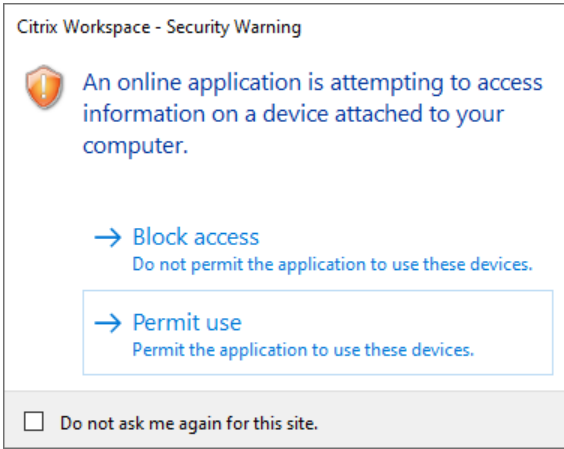 Citrix Workspace - Security Warning
An online application is attempting to access
information on a device attached to your
computer.
Block access
Do not permit the application to use these devices.
Permit use
Permit the application to use these devices.
Do not ask me again for this site.